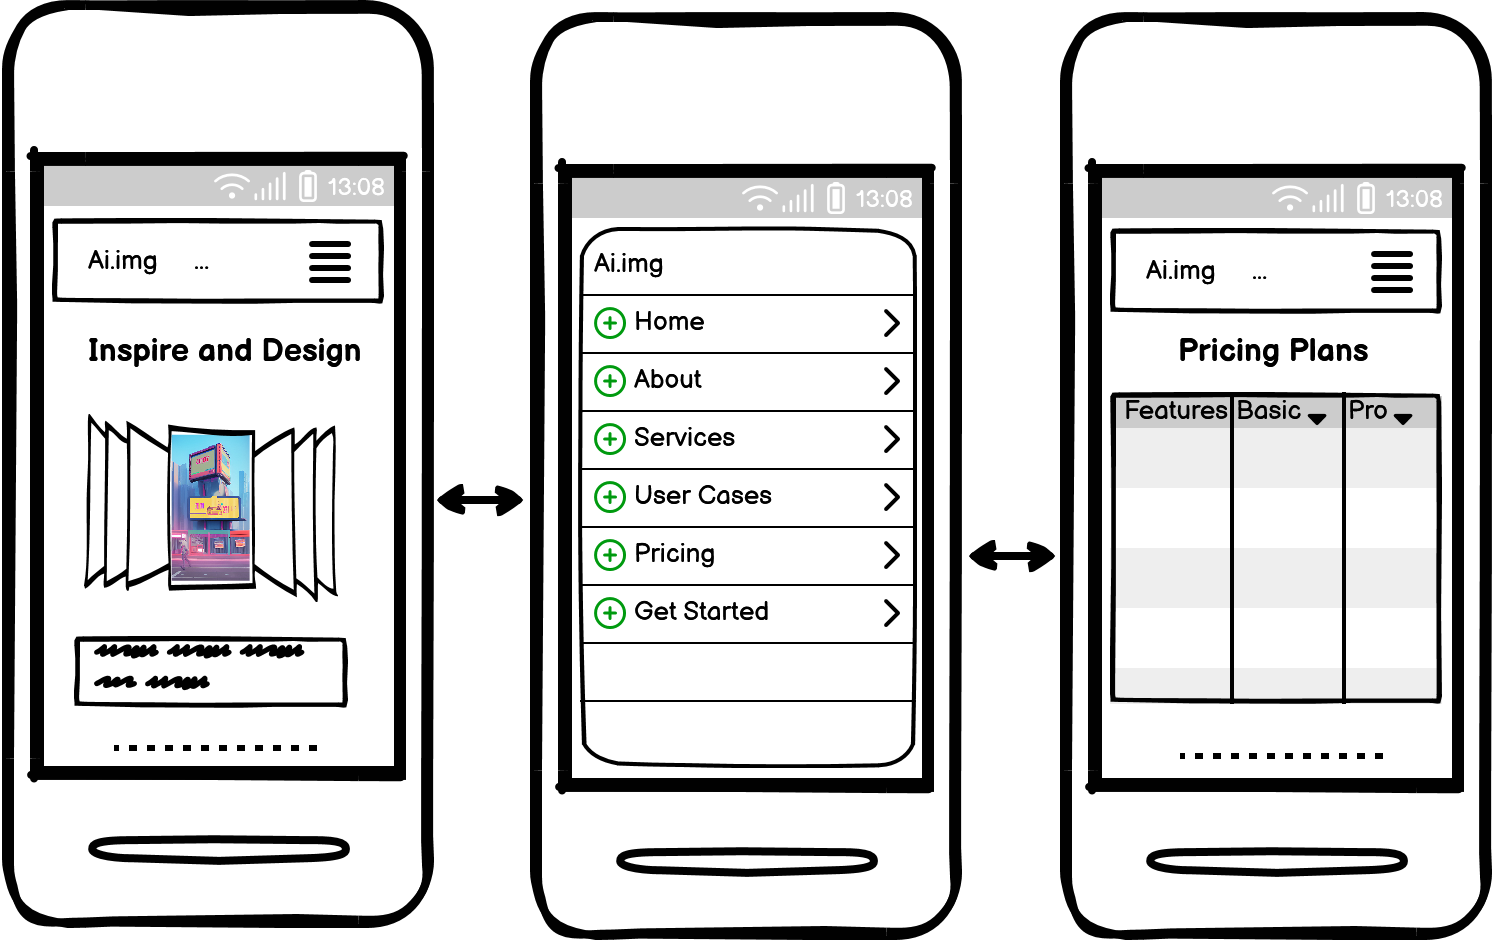 13:08
Ai.img ...
Inspire and Design
13:08
Ai.img
Home
About
Services
User Cases
Pricing
Get Started
13:08
Ai.img ...
Pricing Plans
Features Basic Pro